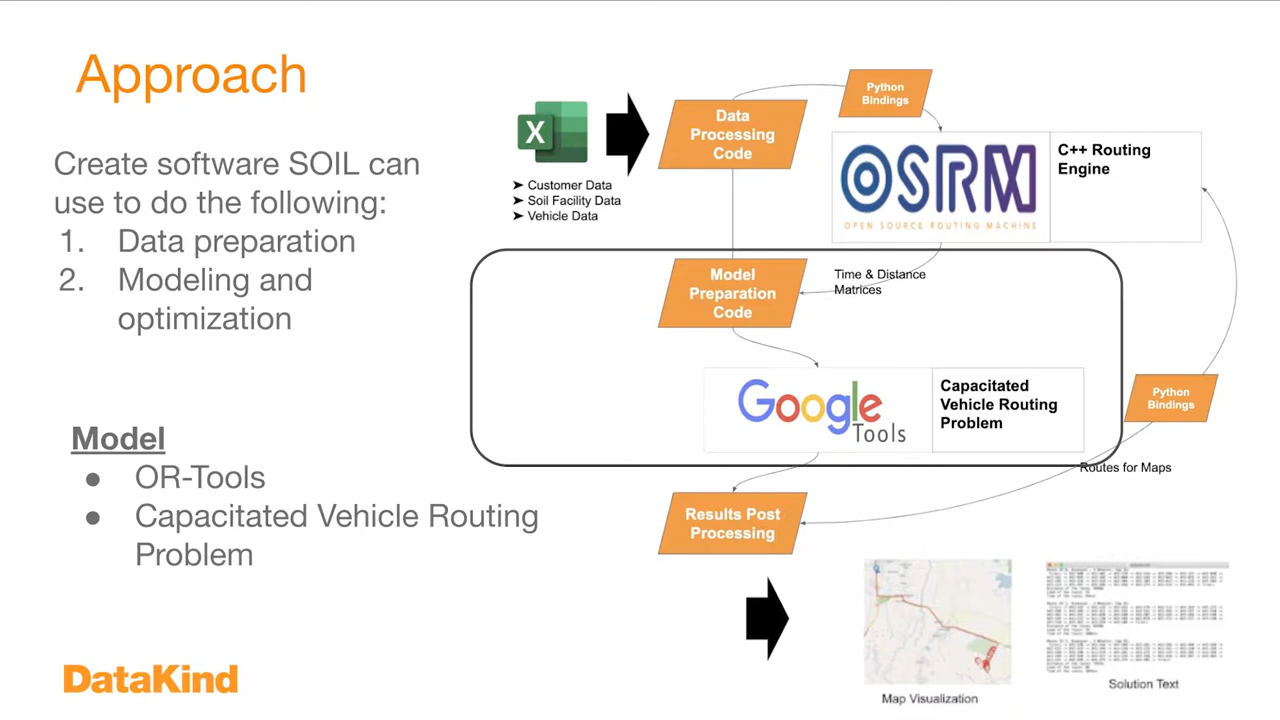 Approach
Create software SOIL can
use to do the following:
1. Data preparation
2. Modeling and
optimization
Model
● OR-Tools
● Capacitated Vehicle Routing
Problem
DataKind
X
➤ Customer Data
➤ Soil Facility Data
➤ Vehicle Data
Data
Processing
Code
Python
Bindings
OSRM
OPEN SOURCE ROUTING MACHINE
C++ Routing
Engine
Model
Preparation
Code
Time & Distance
Matrices
Google
Tools
Capacitated
Vehicle Routing
Problem
Python
Bindings
Routes for Maps
Results Post
Processing
Map Visualization
Solution Text